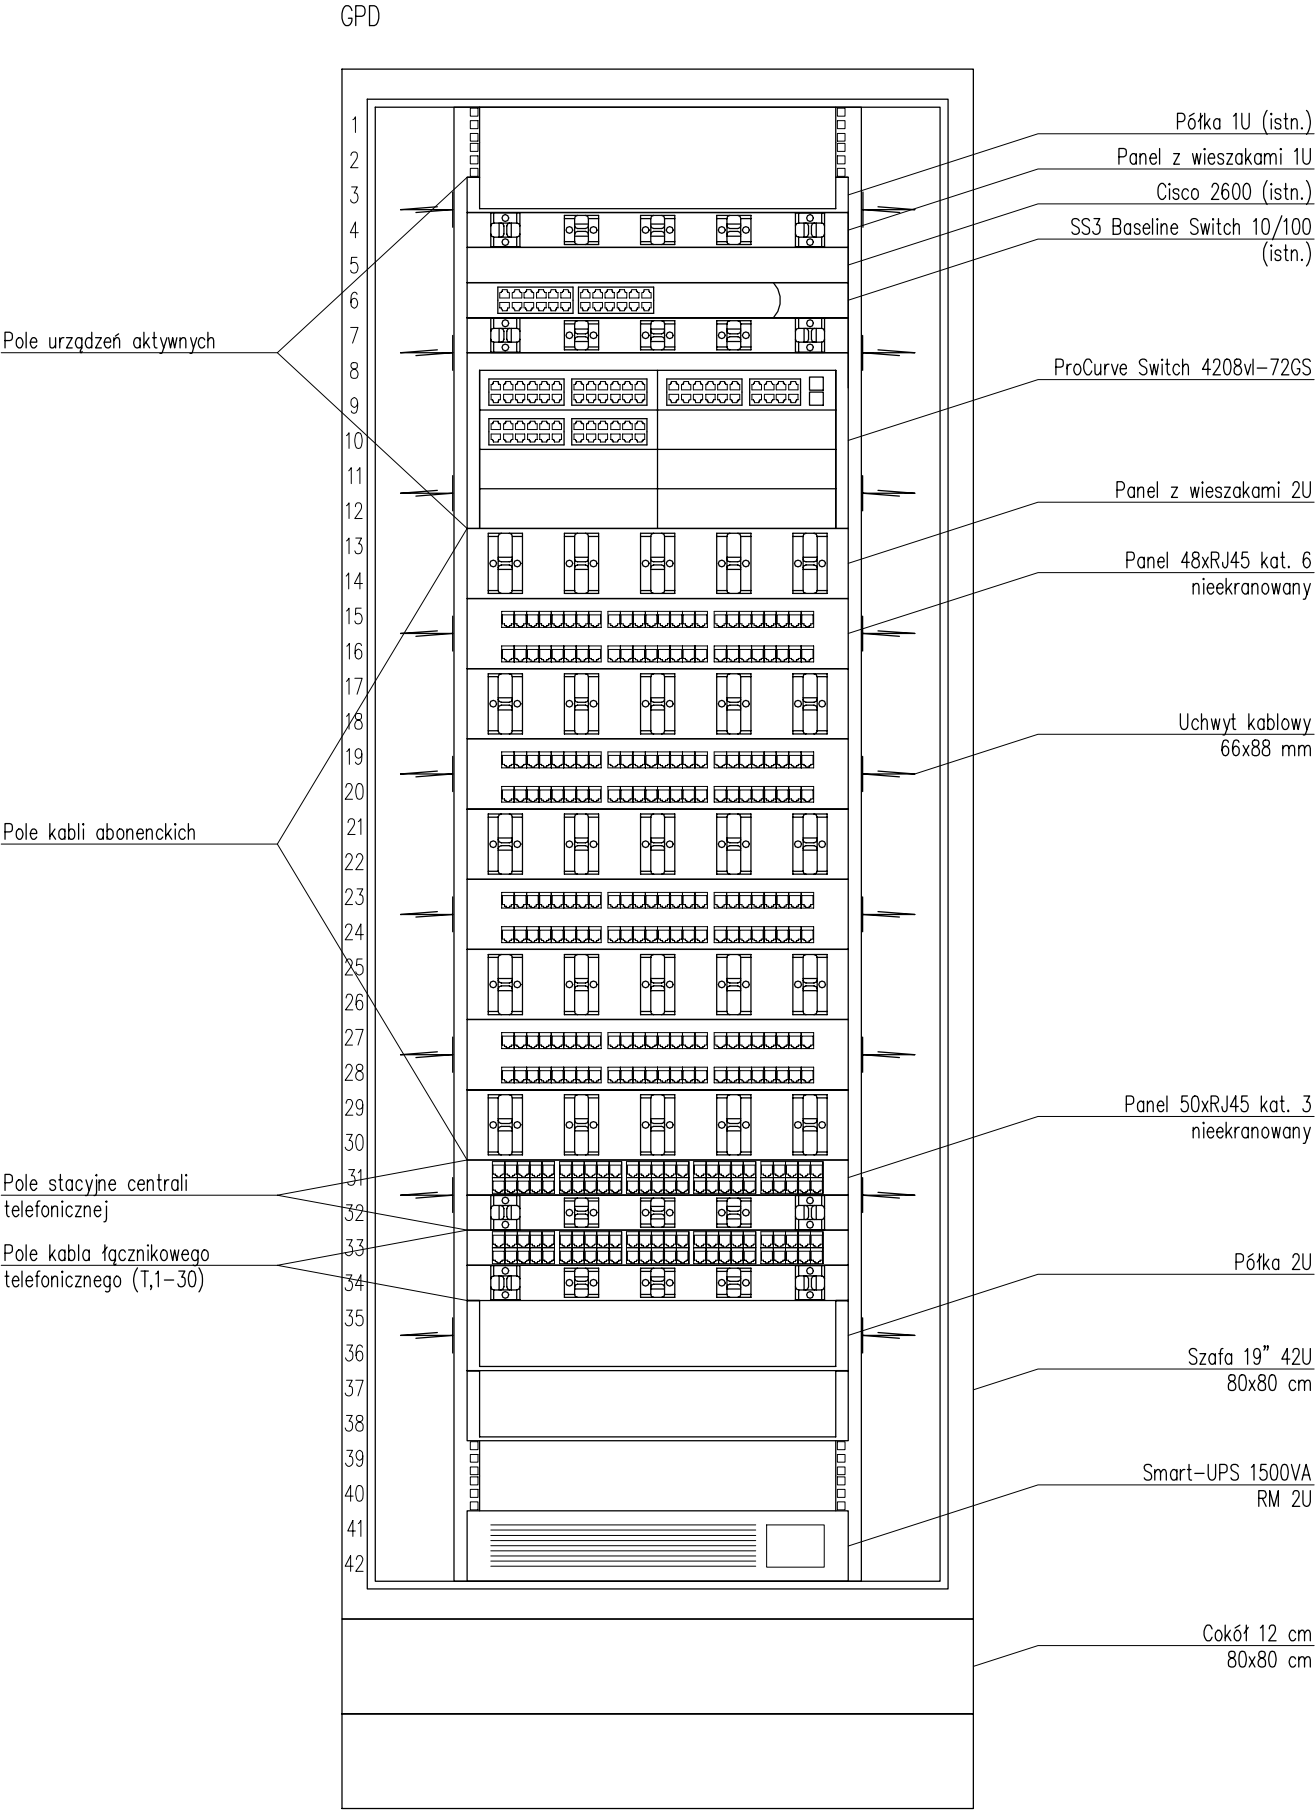 GPD
1
2
3
4
5
6
7
8
9
10
11
12
13
14
15
16
17
18
19
20
21
22
23
24
25
26
27
28
29
30
31
32
33
34
35
36
37
38
39
40
41
42
Pole urządzeń aktywnych
Pole kabli abonenckich
Pole stacyjne centrali
telefonicznej
Pole kabla łącznikowego
telefonicznego (T,1-30)
Półka 1U (istn.)
Panel z wieszakami 1U
Cisco 2600 (istn.)
SS3 Baseline Switch 10/100
(istn.)
ProCurve Switch 4208vl-72GS
Panel z wieszakami 2U
Panel 48xRJ45 kat. 6
nieekranowany
Uchwyt kablowy
66x88 mm
Panel 50xRJ45 kat. 3
nieekranowany
Półka 2U
Szafa 19" 42U
80x80 cm
Smart-UPS 1500VA
RM 2U
Cokół 12 cm
80x80 cm